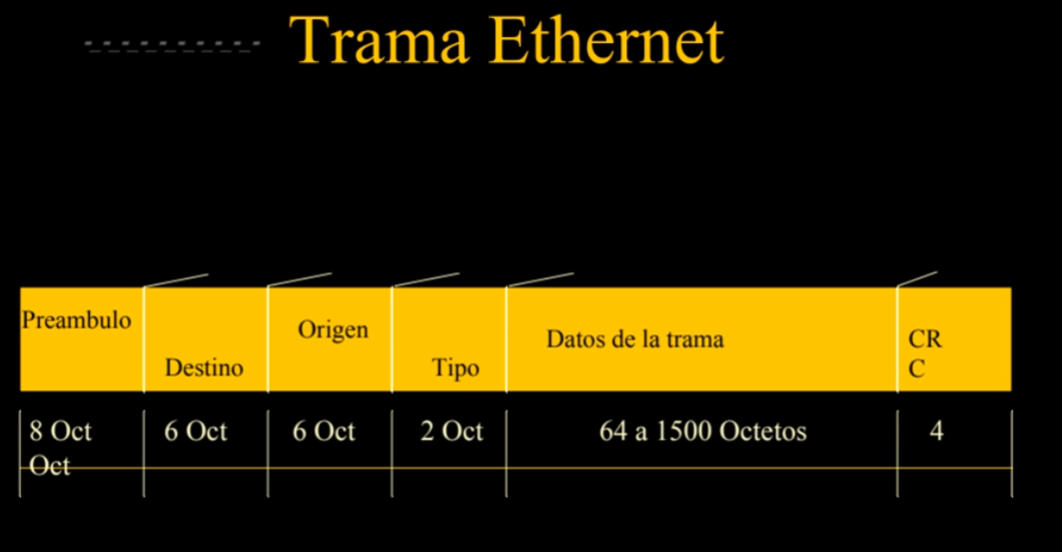 Trama Ethernet
Preambulo
Destino
Origen
Tipo
Datos de la trama
CR
C
8 Oct
Oct
6 Oct
6 Oct
2 Oct
64 a 1500 Octetos
4